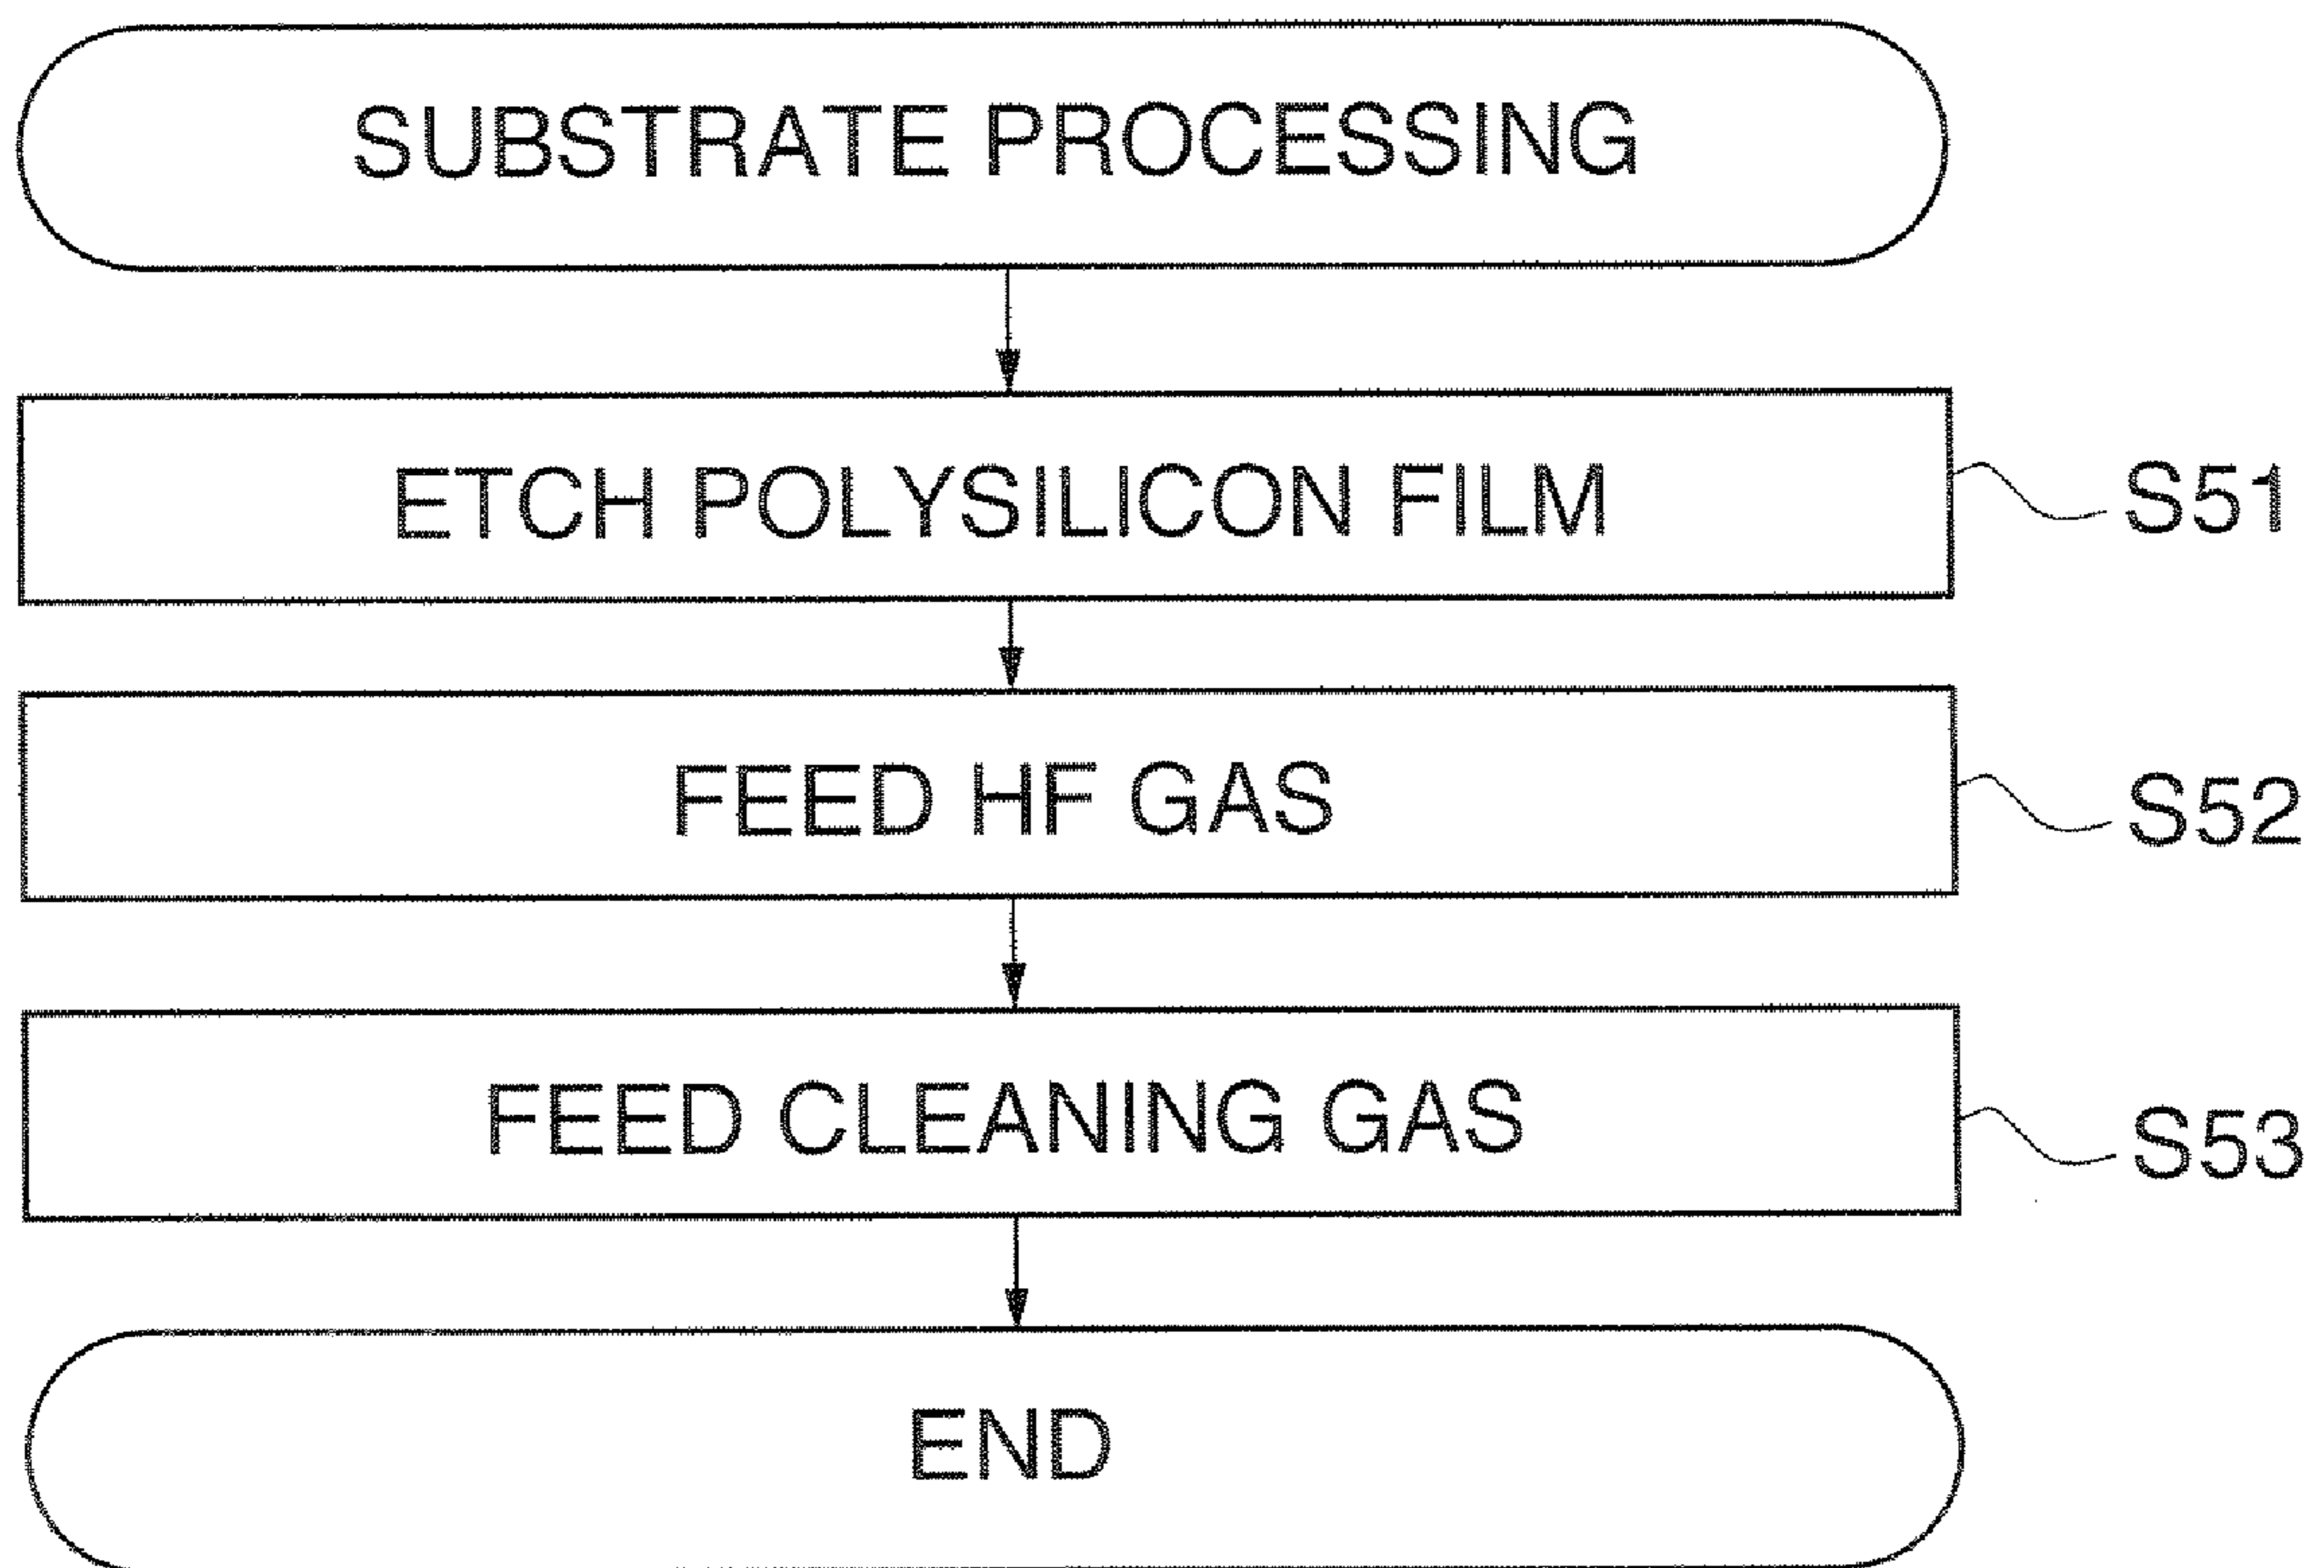 SUBSTRATE PROCESSING
ETCH POLYSILICON FILM
S51
FEED HF GAS
S52
FEED CLEANING GAS
S53
END